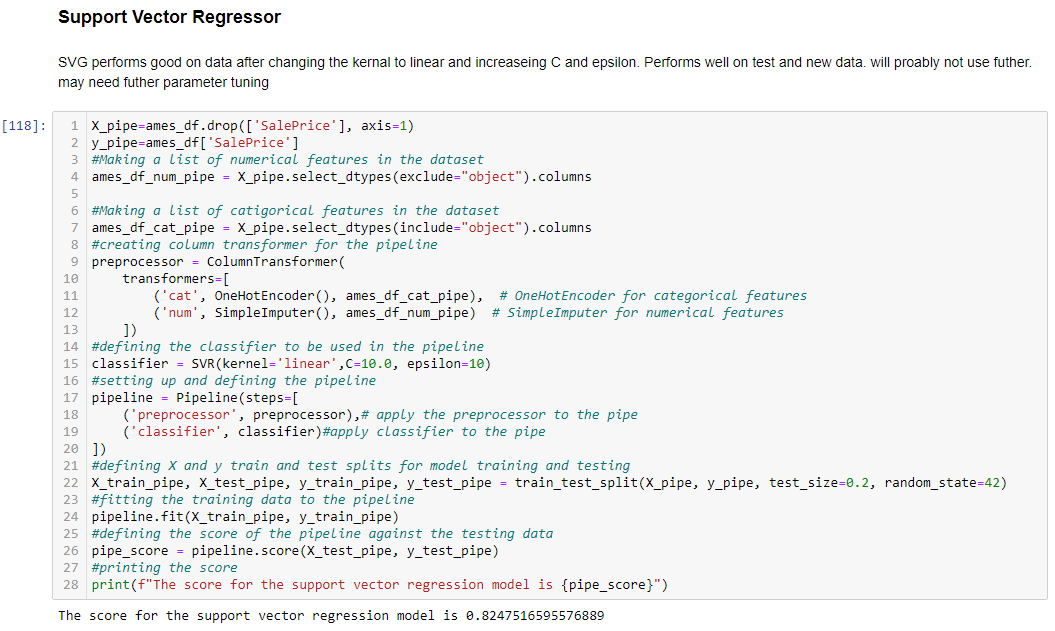 Support Vector Regressor
SVG performs good on data after changing the kernal to linear and increaseing C and epsilon. Performs well on test and new data. will proably not use futher.
may need futher parameter tuning
[118]:
1 X_pipe=ames_df.drop(['SalePrice'], axis=1)
2 y_pipe=ames_df['SalePrice']
3 #Making a list of numerical features in the dataset
4 ames_df_num_pipe = X_pipe.select_dtypes(exclude="object").columns
5
6 #Making a list of catigorical features in the dataset
7 ames_df_cat_pipe = X_pipe.select_dtypes(include="object").columns
8 #creating column transformer for the pipeline
9 preprocessor = ColumnTransformer(
10     transformers=[
11         ('cat', OneHotEncoder(), ames_df_cat_pipe),  # OneHotEncoder for categorical features
12         ('num', SimpleImputer(), ames_df_num_pipe)  # SimpleImputer for numerical features
13     ])
14 #defining the classifier to be used in the pipeline
15 classifier = SVR(kernel='linear',C=10.0, epsilon=10)
16 #setting up and defining the pipeline
17 pipeline = Pipeline(steps=[
18     ('preprocessor', preprocessor),# apply the preprocessor to the pipe
19     ('classifier', classifier)#apply classifier to the pipe
20 ])
21 #defining X and y train and test splits for model training and testing
22 X_train_pipe, X_test_pipe, y_train_pipe, y_test_pipe = train_test_split(X_pipe, y_pipe, test_size=0.2, random_state=42)
23 #fitting the training data to the pipeline
24 pipeline.fit(X_train_pipe, y_train_pipe)
25 #defining the score of the pipeline against the testing data
26 pipe_score = pipeline.score(X_test_pipe, y_test_pipe)
27 #printing the score
28 print(f"The score for the support vector regression model is {pipe_score}")
The score for the support vector regression model is 0.8247516595576889